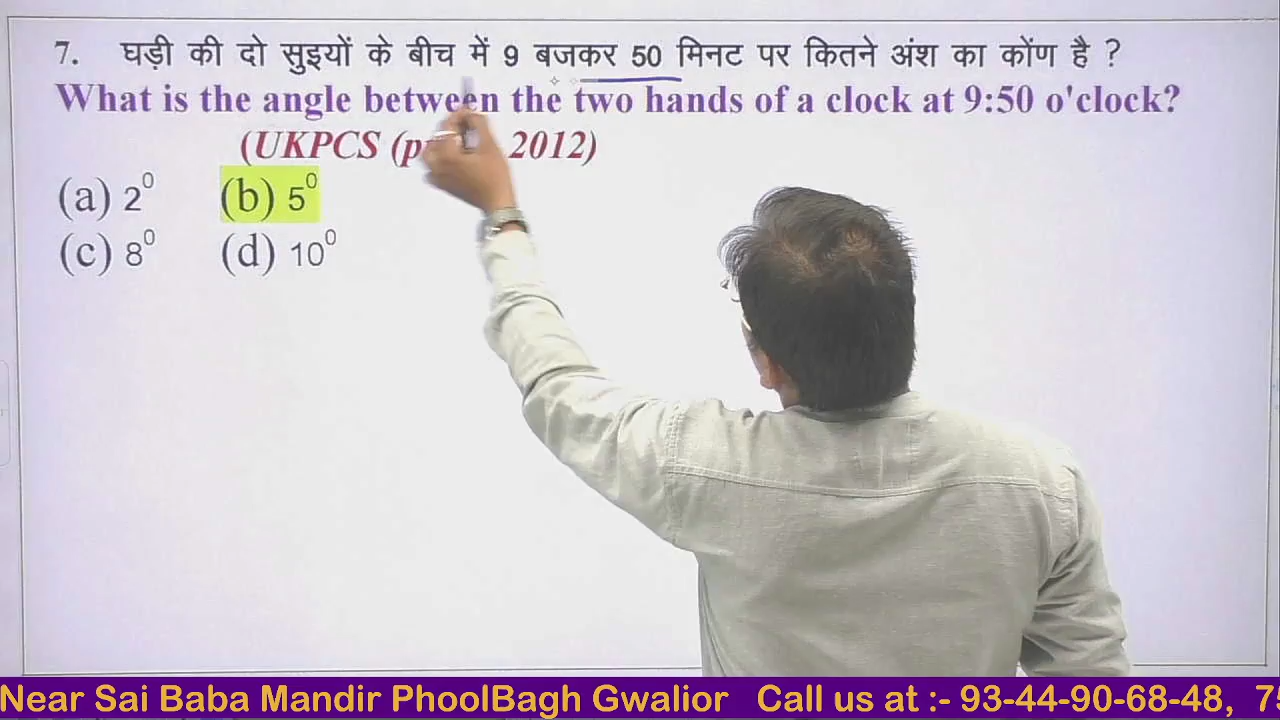 7. घड़ी की दो सुइयों के बीच में 9 बजकर 50 मिनट पर कितने अंश का कोंण है ?
What is the angle between the two hands of a clock at 9:50 o'clock?
(UKPCS 2012)
(a) 2⁰ (b) 5⁰
(c) 8⁰ (d) 10⁰
Near Sai Baba Mandir PhoolBagh Gwalior Call us at :- 93-44-90-68-48,